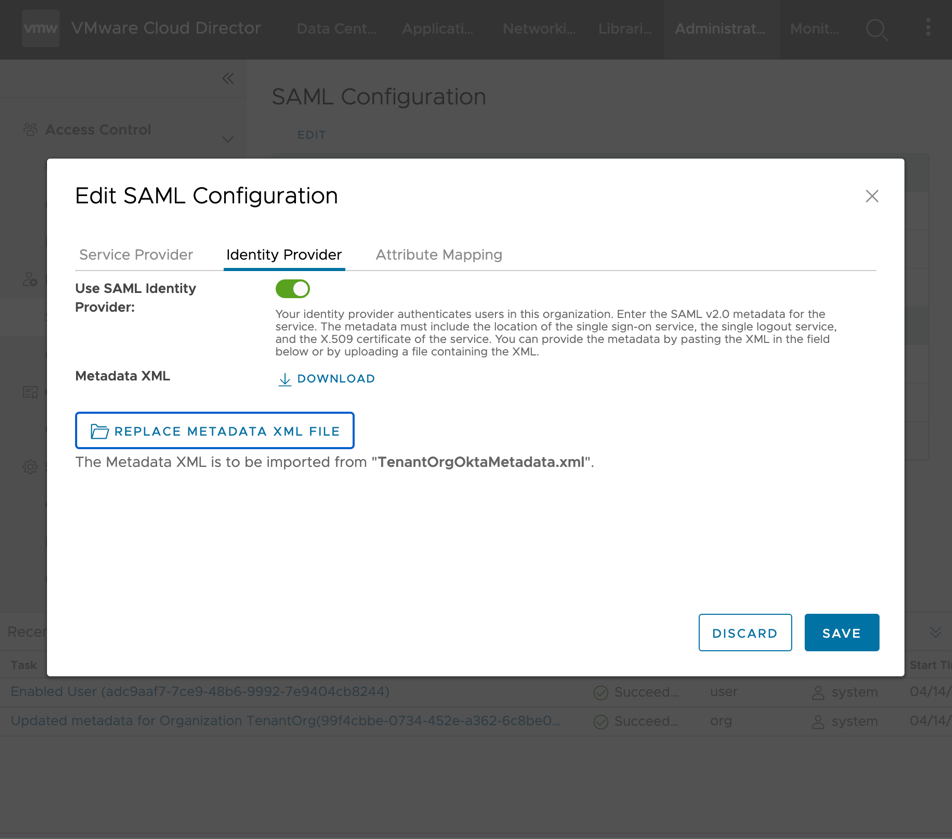 vmw VMware Cloud Director Data Cent... Applicati... Networki... Librari... Administrat... Monit...
SAML Configuration
Access Control
EDIT
Edit SAML Configuration
Service Provider Identity Provider Attribute Mapping
Use SAML Identity
Provider:
Your identity provider authenticates users in this organization. Enter the SAML v2.0 metadata for the
service. The metadata must include the location of the single sign-on service, the single logout service,
and the X.509 certificate of the service. You can provide the metadata by pasting the XML in the field
below or by uploading a file containing the XML.
Metadata XML DOWNLOAD
REPLACE METADATA XML FILE
The Metadata XML is to be imported from "TenantOrgOktaMetadata.xml".
DISCARD SAVE
Recen
Task Start Ti
Enabled User (adc9aaf7-7ce9-48b6-9992-7e9404cb8244) Succeed... user system 04/14/
Updated metadata for Organization TenantOrg(99f4cbbe-0734-452e-a362-6c8be0... Succeed... org system 04/14/